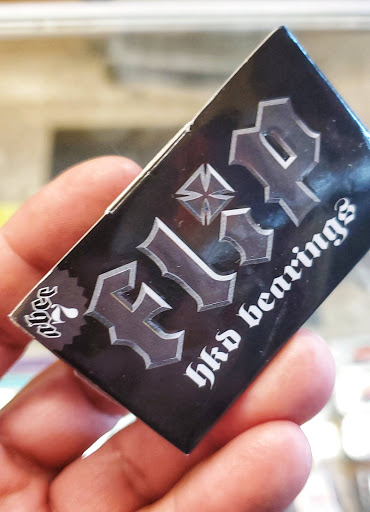 Flip
hkd bearings
abec 7